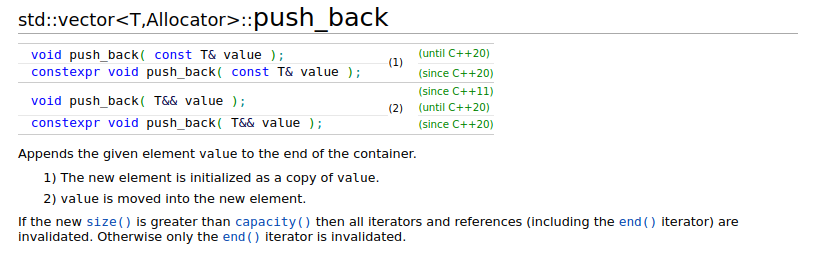 std::vector<T,Allocator>::push_back
void push_back( const T& value ); (until C++20)
(1)
constexpr void push_back( const T& value ); (since C++20)
(since C++11)
void push_back( T&& value ); (until C++20)
(2)
constexpr void push_back( T&& value ); (since C++20)
Appends the given element value to the end of the container.
1) The new element is initialized as a copy of value.
2) value is moved into the new element.
If the new size() is greater than capacity() then all iterators and references (including the end() iterator) are
invalidated. Otherwise only the end() iterator is invalidated.